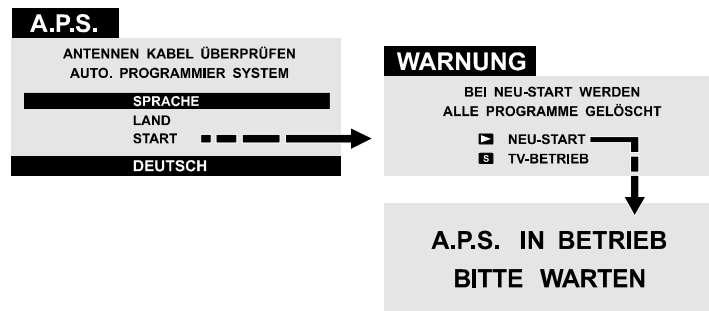 A.P.S.
ANTENNEN KABEL ÜBERPRÜFEN
AUTO. PROGRAMMIER SYSTEM
SPRACHE
LAND
START
DEUTSCH
WARNUNG
BEI NEU-START WERDEN
ALLE PROGRAMME GELÖSCHT
NEU-START
S TV-BETRIEB
A.P.S. IN BETRIEB
BITTE WARTEN